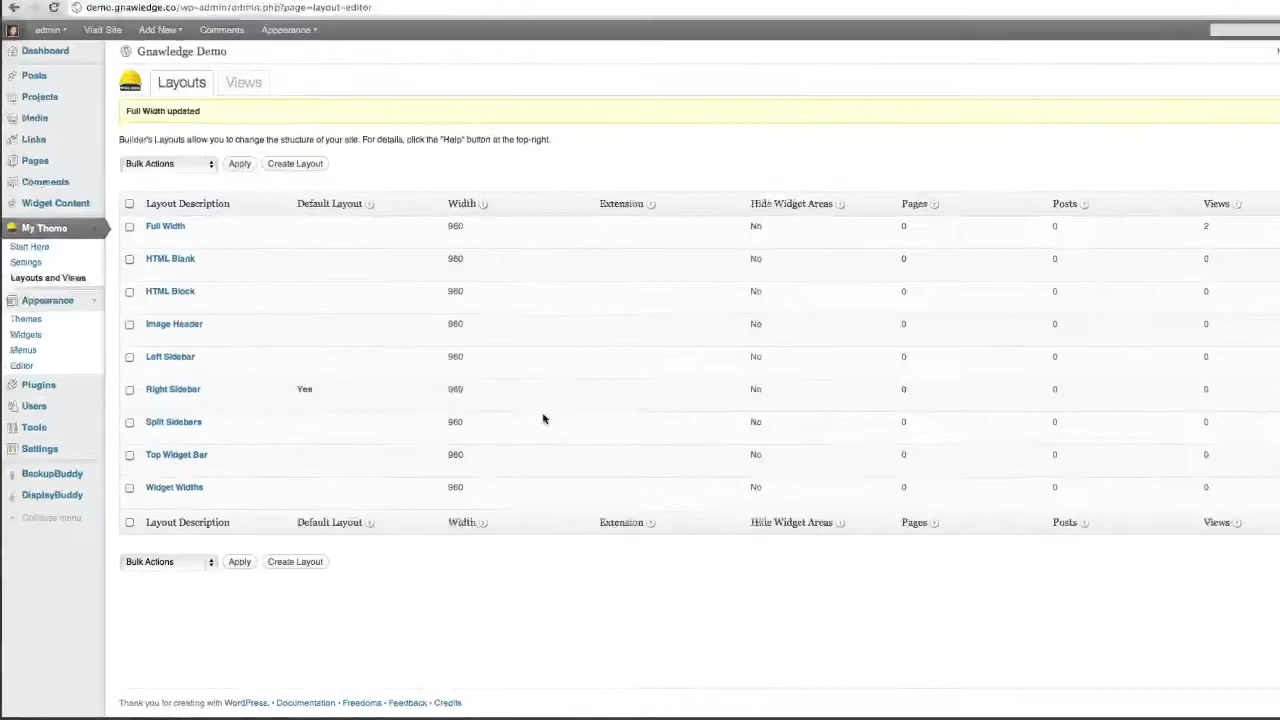 demo.gnawledge.co/wp-admin/admin.php?page=layout-editor
admin Visit Site Add New Comments Appearance
Dashboard
Posts
Projects
Media
Links
Pages
Comments
Widget Content
My Theme
Start Here
Settings
Layouts and Views
Appearance
Themes
Widgets
Menus
Editor
Plugins
Users
Tools
Settings
BackupBuddy
DisplayBuddy
Collapse menu
Gnawledge Demo
Layouts Views
Full Width updated
Builder's Layouts allow you to change the structure of your site. For details, click the "Help" button at the top-right.
Bulk Actions Apply Create Layout
Layout Description Default Layout Width Extension Hide Widget Areas Pages Posts Views
Full Width 960 No 0 0 2
HTML Blank 960 No 0 0 0
HTML Block 960 No 0 0 0
Image Header 960 No 0 0 0
Left Sidebar 960 No 0 0 0
Right Sidebar Yes 960 No 0 0 0
Split Sidebars 960 No 0 0 0
Top Widget Bar 960 No 0 0 0
Widget Widths 960 No 0 0 0
Layout Description Default Layout Width Extension Hide Widget Areas Pages Posts Views
Bulk Actions Apply Create Layout
Thank you for creating with WordPress. • Documentation • Freedoms • Feedback • Credits